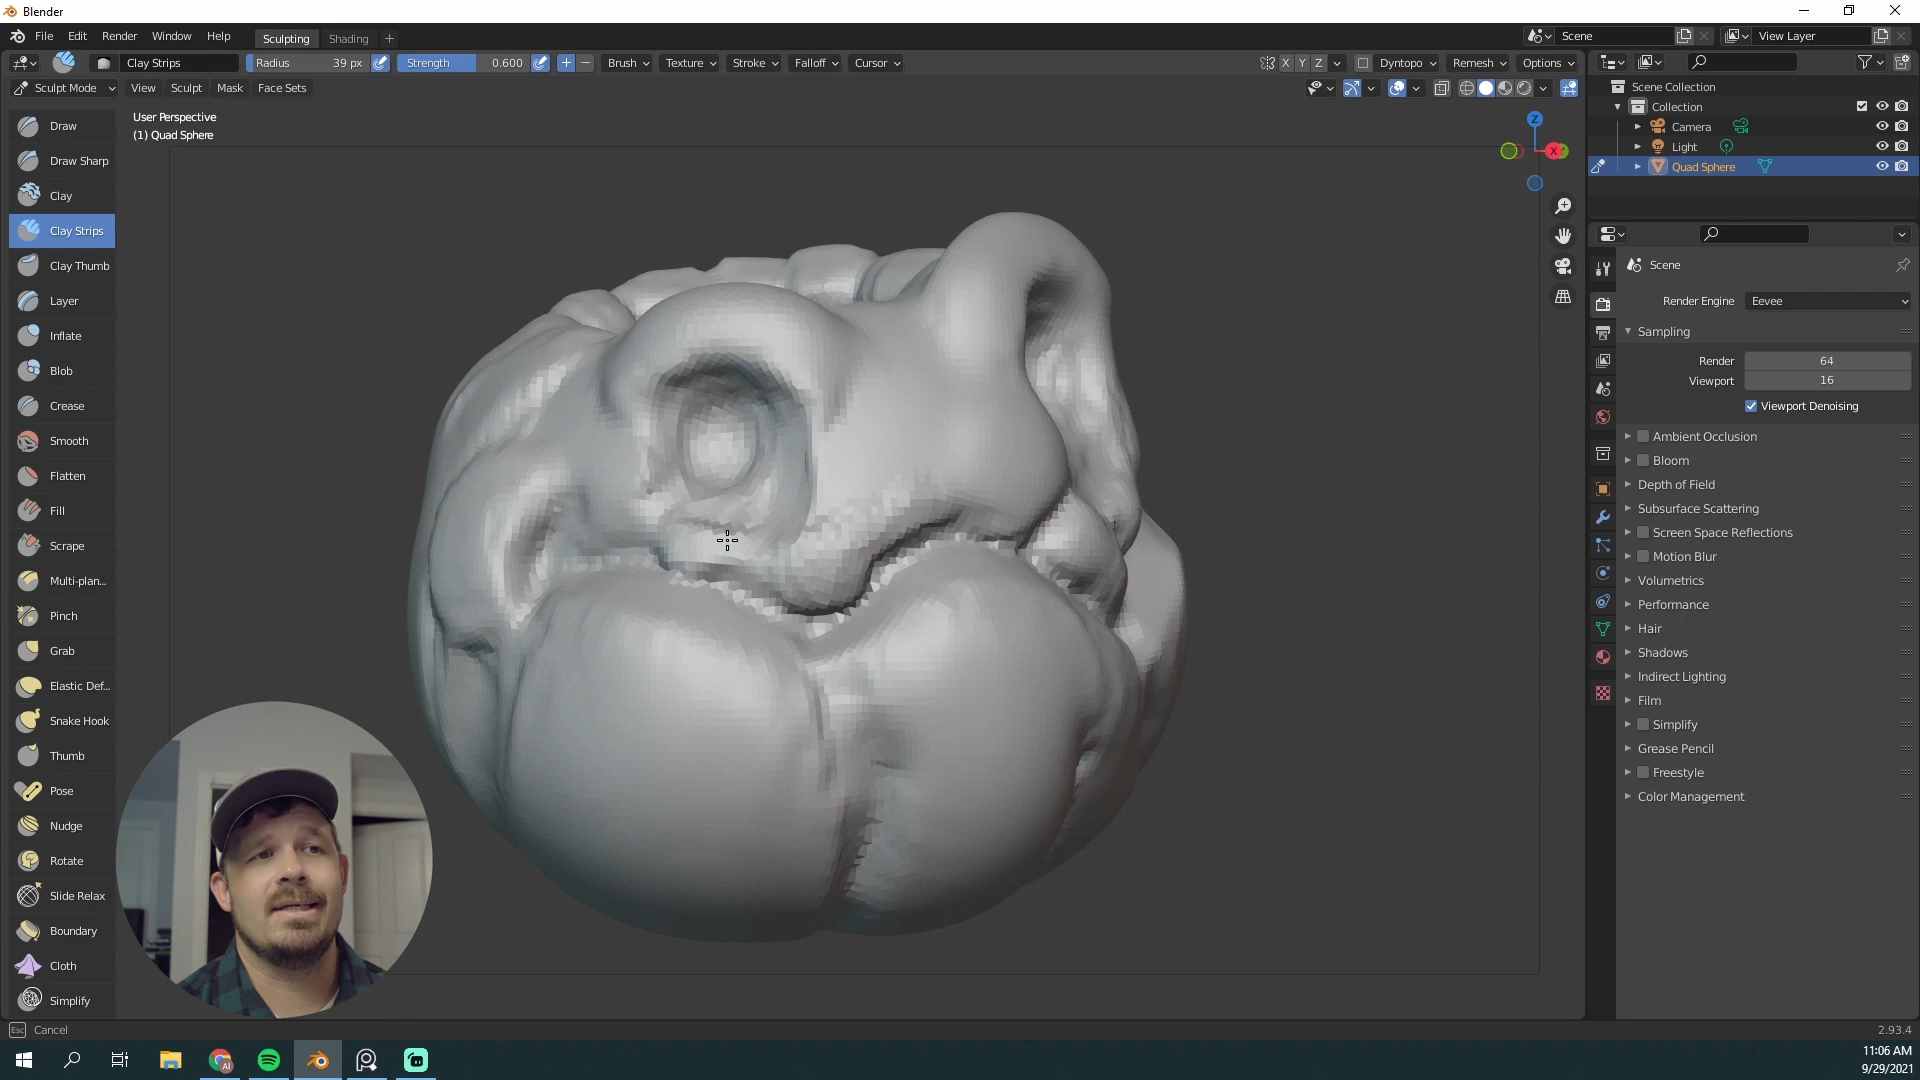 Blender
File Edit Render Window Help Sculpting Shading + Scene View Layer
Clay Strips Radius 39 px Strength 0.600 Brush Texture Stroke Falloff Cursor X Y Z Dyntopo Remesh Options
Sculpt Mode View Sculpt Mask Face Sets
User Perspective
(1) Quad Sphere
Z
X
Draw
Draw Sharp
Clay
Clay Strips
Clay Thumb
Layer
Inflate
Blob
Crease
Smooth
Flatten
Fill
Scrape
Multi-plan...
Pinch
Grab
Elastic Def...
Snake Hook
Thumb
Pose
Nudge
Rotate
Slide Relax
Boundary
Cloth
Simplify
Scene Collection
Collection
Camera
Light
Quad Sphere
Scene
Render Engine Eevee
Sampling
Render 64
Viewport 16
Viewport Denoising
Ambient Occlusion
Bloom
Depth of Field
Subsurface Scattering
Screen Space Reflections
Motion Blur
Volumetrics
Performance
Hair
Shadows
Indirect Lighting
Film
Simplify
Grease Pencil
Freestyle
Color Management
Esc Cancel 2.93.4
11:06 AM
9/29/2021